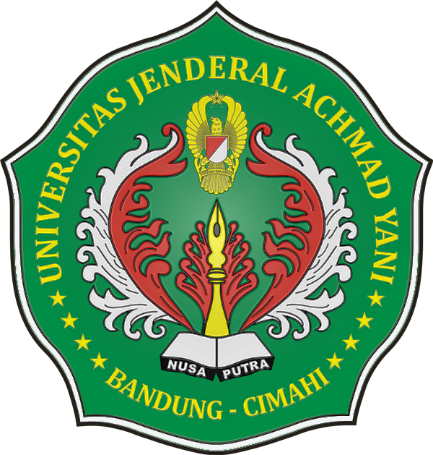 UNIVERSITAS JENDERAL ACHMAD YANI
NUSA PUTRA
BANDUNG - CIMAHI